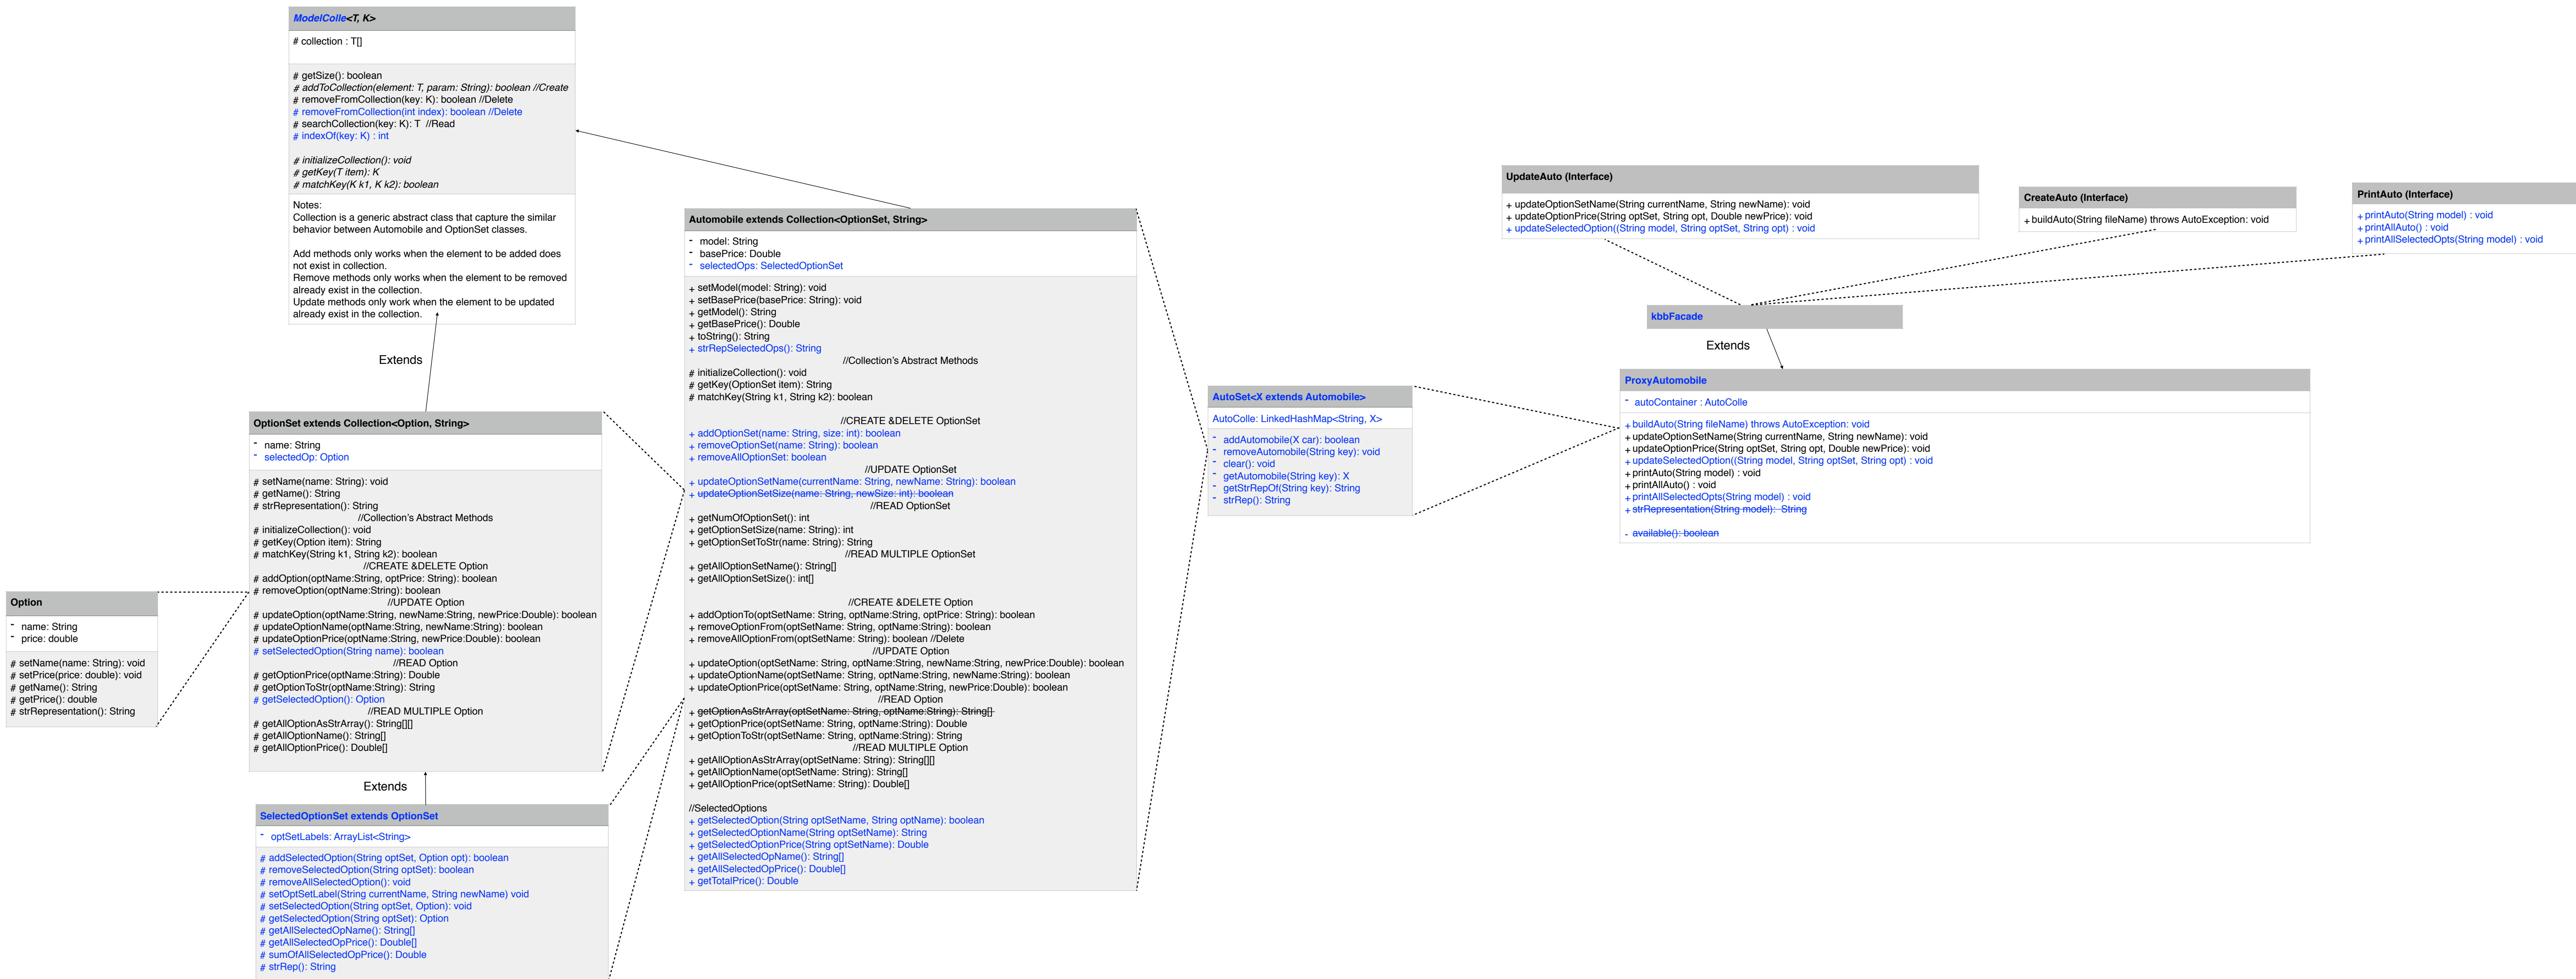 ModelColle<T, K>
# collection : T[]
# getSize(): boolean
# addToCollection(element: T, param: String): boolean //Create
# removeFromCollection(key: K): boolean //Delete
# removeFromCollection(int index): boolean //Delete
# searchCollection(key: K): T //Read
# indexOf(key: K) : int
# initializeCollection(): void
# getKey(T item): K
# matchKey(K k1, K k2): boolean
Notes:
Collection is a generic abstract class that capture the similar
behavior between Automobile and OptionSet classes.
Add methods only works when the element to be added does
not exist in collection.
Remove methods only works when the element to be removed
already exist in the collection.
Update methods only work when the element to be updated
already exist in the collection.
Extends
OptionSet extends Collection<Option, String>
- name: String
- selectedOp: Option
# setName(name: String): void
# getName(): String
# strRepresentation(): String
//Collection's Abstract Methods
# initializeCollection(): void
# getKey(Option item): String
# matchKey(String k1, String k2): boolean
//CREATE &DELETE Option
# addOption(optName:String, optPrice: String): boolean
# removeOption(optName:String): boolean
//UPDATE Option
# updateOption(optName:String, newName:String, newPrice:Double): boolean
# updateOptionName(optName:String, newName:String): boolean
# updateOptionPrice(optName:String, newPrice:Double): boolean
# setSelectedOption(String name): boolean
//READ Option
# getOptionPrice(optName:String): Double
# getOptionToStr(optName:String): String
# getSelectedOption(): Option
//READ MULTIPLE Option
# getAllOptionAsStrArray(): String[][]
# getAllOptionName(): String[]
# getAllOptionPrice(): Double[]
Option
- name: String
- price: double
# setName(name: String): void
# setPrice(price: double): void
# getName(): String
# getPrice(): double
# strRepresentation(): String
Extends
SelectedOptionSet extends OptionSet
- optSetLabels: ArrayList<String>
# addSelectedOption(String optSet, Option opt): boolean
# removeSelectedOption(String optSet): boolean
# removeAllSelectedOption(): void
# setOptSetLabel(String currentName, String newName) void
# setSelectedOption(String optSet, Option): void
# getSelectedOption(String optSet): Option
# getAllSelectedOpName(): String[]
# getAllSelectedOpPrice(): Double[]
# sumOfAllSelectedOpPrice(): Double
# strRep(): String
Automobile extends Collection<OptionSet, String>
- model: String
- basePrice: Double
- selectedOps: SelectedOptionSet
+ setModel(model: String): void
+ setBasePrice(basePrice: String): void
+ getModel(): String
+ getBasePrice(): Double
+ toString(): String
+ strRepSelectedOps(): String
//Collection's Abstract Methods
# initializeCollection(): void
# getKey(OptionSet item): String
# matchKey(String k1, String k2): boolean
//CREATE &DELETE OptionSet
+ addOptionSet(name: String, size: int): boolean
+ removeOptionSet(name: String): boolean
+ removeAllOptionSet: boolean
//UPDATE OptionSet
+ updateOptionSetName(currentName: String, newName: String): boolean
+ updateOptionSetSize(name: String, newSize: int): boolean
//READ OptionSet
+ getNumOfOptionSet(): int
+ getOptionSetSize(name: String): int
+ getOptionSetToStr(name: String): String
//READ MULTIPLE OptionSet
+ getAllOptionSetName(): String[]
+ getAllOptionSetSize(): int[]
//CREATE &DELETE Option
+ addOptionTo(optSetName: String, optName:String, optPrice: String): boolean
+ removeOptionFrom(optSetName: String, optName:String): boolean
+ removeAllOptionFrom(optSetName: String): boolean //Delete
//UPDATE Option
+ updateOption(optSetName: String, optName:String, newName:String, newPrice:Double): boolean
+ updateOptionName(optSetName: String, optName:String, newName:String): boolean
+ updateOptionPrice(optSetName: String, optName:String, newPrice:Double): boolean
//READ Option
+ getOptionAsStrArray(optSetName: String, optName:String): String[]
+ getOptionPrice(optSetName: String, optName:String): Double
+ getOptionToStr(optSetName: String, optName:String): String
//READ MULTIPLE Option
+ getAllOptionAsStrArray(optSetName: String): String[][]
+ getAllOptionName(optSetName: String): String[]
+ getAllOptionPrice(optSetName: String): Double[]
//SelectedOptions
+ getSelectedOption(String optSetName, String optName): boolean
+ getSelectedOptionName(String optSetName): String
+ getSelectedOptionPrice(String optSetName): Double
+ getAllSelectedOpName(): String[]
+ getAllSelectedOpPrice(): Double[]
+ getTotalPrice(): Double
AutoSet<X extends Automobile>
AutoColle: LinkedHashMap<String, X>
- addAutomobile(X car): boolean
- removeAutomobile(String key): void
- clear(): void
- getAutomobile(String key): X
- getStrRepOf(String key): String
- strRep(): String
UpdateAuto (Interface)
+ updateOptionSetName(String currentName, String newName): void
+ updateOptionPrice(String optSet, String opt, Double newPrice): void
+ updateSelectedOption((String model, String optSet, String opt) : void
CreateAuto (Interface)
+ buildAuto(String fileName) throws AutoException: void
PrintAuto (Interface)
+ printAuto(String model) : void
+ printAllAuto() : void
+ printAllSelectedOpts(String model) : void
kbbFacade
Extends
ProxyAutomobile
- autoContainer : AutoColle
+ buildAuto(String fileName) throws AutoException: void
+ updateOptionSetName(String currentName, String newName): void
+ updateOptionPrice(String optSet, String opt, Double newPrice): void
+ updateSelectedOption((String model, String optSet, String opt) : void
+ printAuto(String model) : void
+ printAllAuto() : void
+ printAllSelectedOpts(String model) : void
+ strRepresentation(String model): String
- available(): boolean